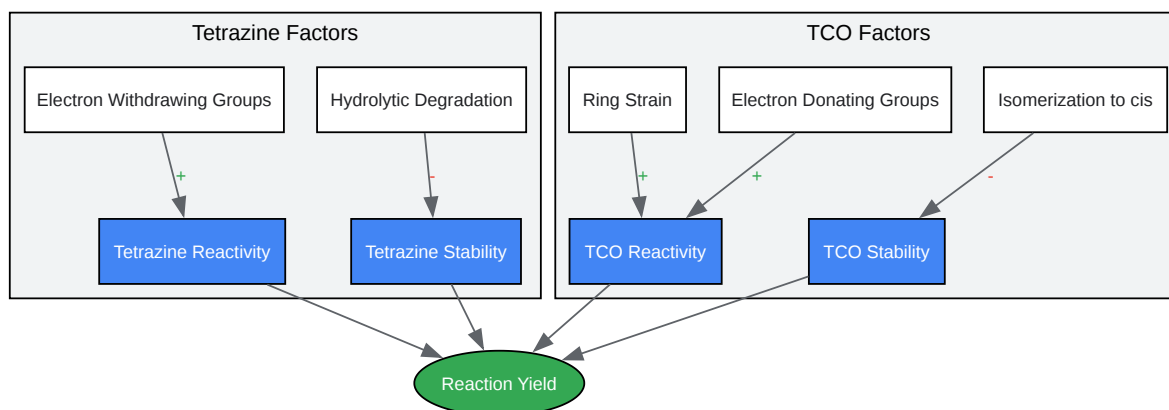 Tetrazine Factors
TCO Factors
Electron Withdrawing Groups
Hydrolytic Degradation
Ring Strain
Electron Donating Groups
Isomerization to cis
+
-
+
+
-
Tetrazine Reactivity
Tetrazine Stability
TCO Reactivity
TCO Stability
Reaction Yield